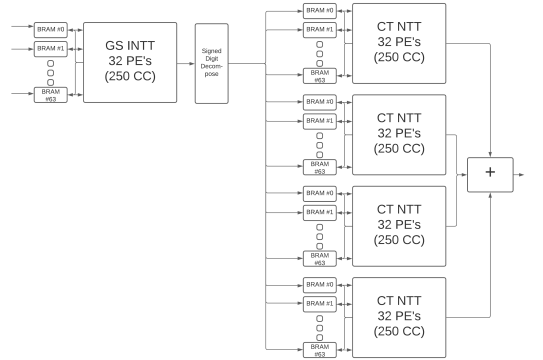 BRAM #0
BRAM #1
BRAM
#63
GS INTT
32 PE's
(250 CC)
Signed
Digit
Decom-
pose
BRAM #0
BRAM #1
BRAM
#63
CT NTT
32 PE's
(250 CC)
BRAM #0
BRAM #1
BRAM
#63
CT NTT
32 PE's
(250 CC)
+
BRAM #0
BRAM #1
BRAM
#63
CT NTT
32 PE's
(250 CC)
BRAM #0
BRAM #1
BRAM
#63
CT NTT
32 PE's
(250 CC)